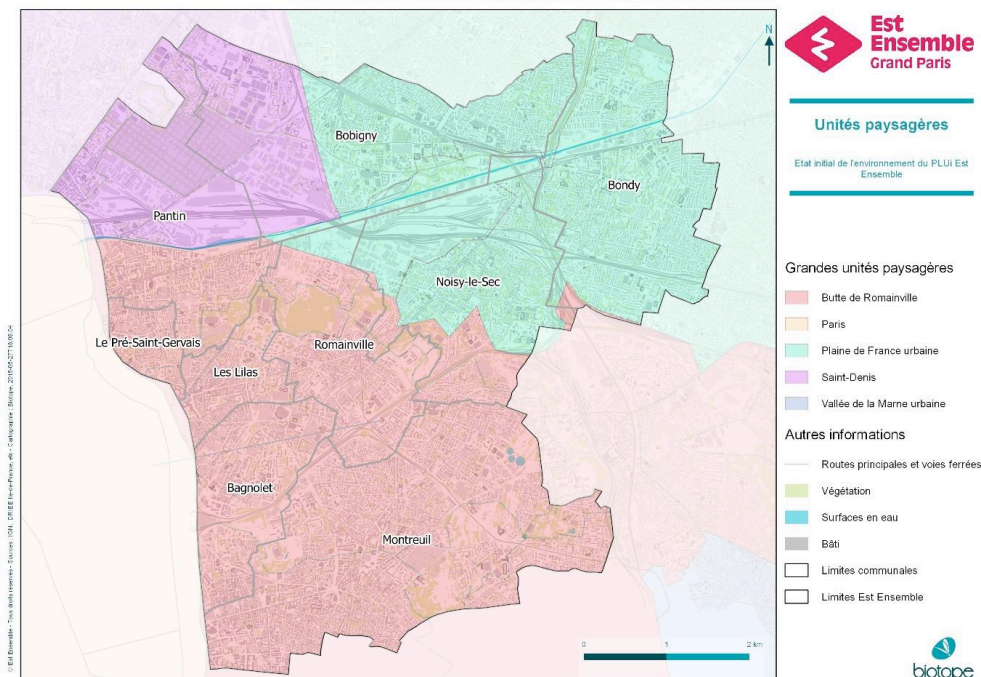 Est
Ensemble
Grand Paris
Unités paysagères
Etat initial de l'environnement du PLUi Est
Ensemble
N
Bobigny
Bondy
Pantin
Noisy-le-Sec
Le Pré-Saint-Gervais
Romainville
Les Lilas
Bagnolet
Montreuil
0 1 2 km
Grandes unités paysagères
Butte de Romainville
Paris
Plaine de France urbaine
Saint-Denis
Vallée de la Marne urbaine
Autres informations
Routes principales et voies ferrées
Végétation
Surfaces en eau
Bâti
Limites communales
Limites Est Ensemble
biotope